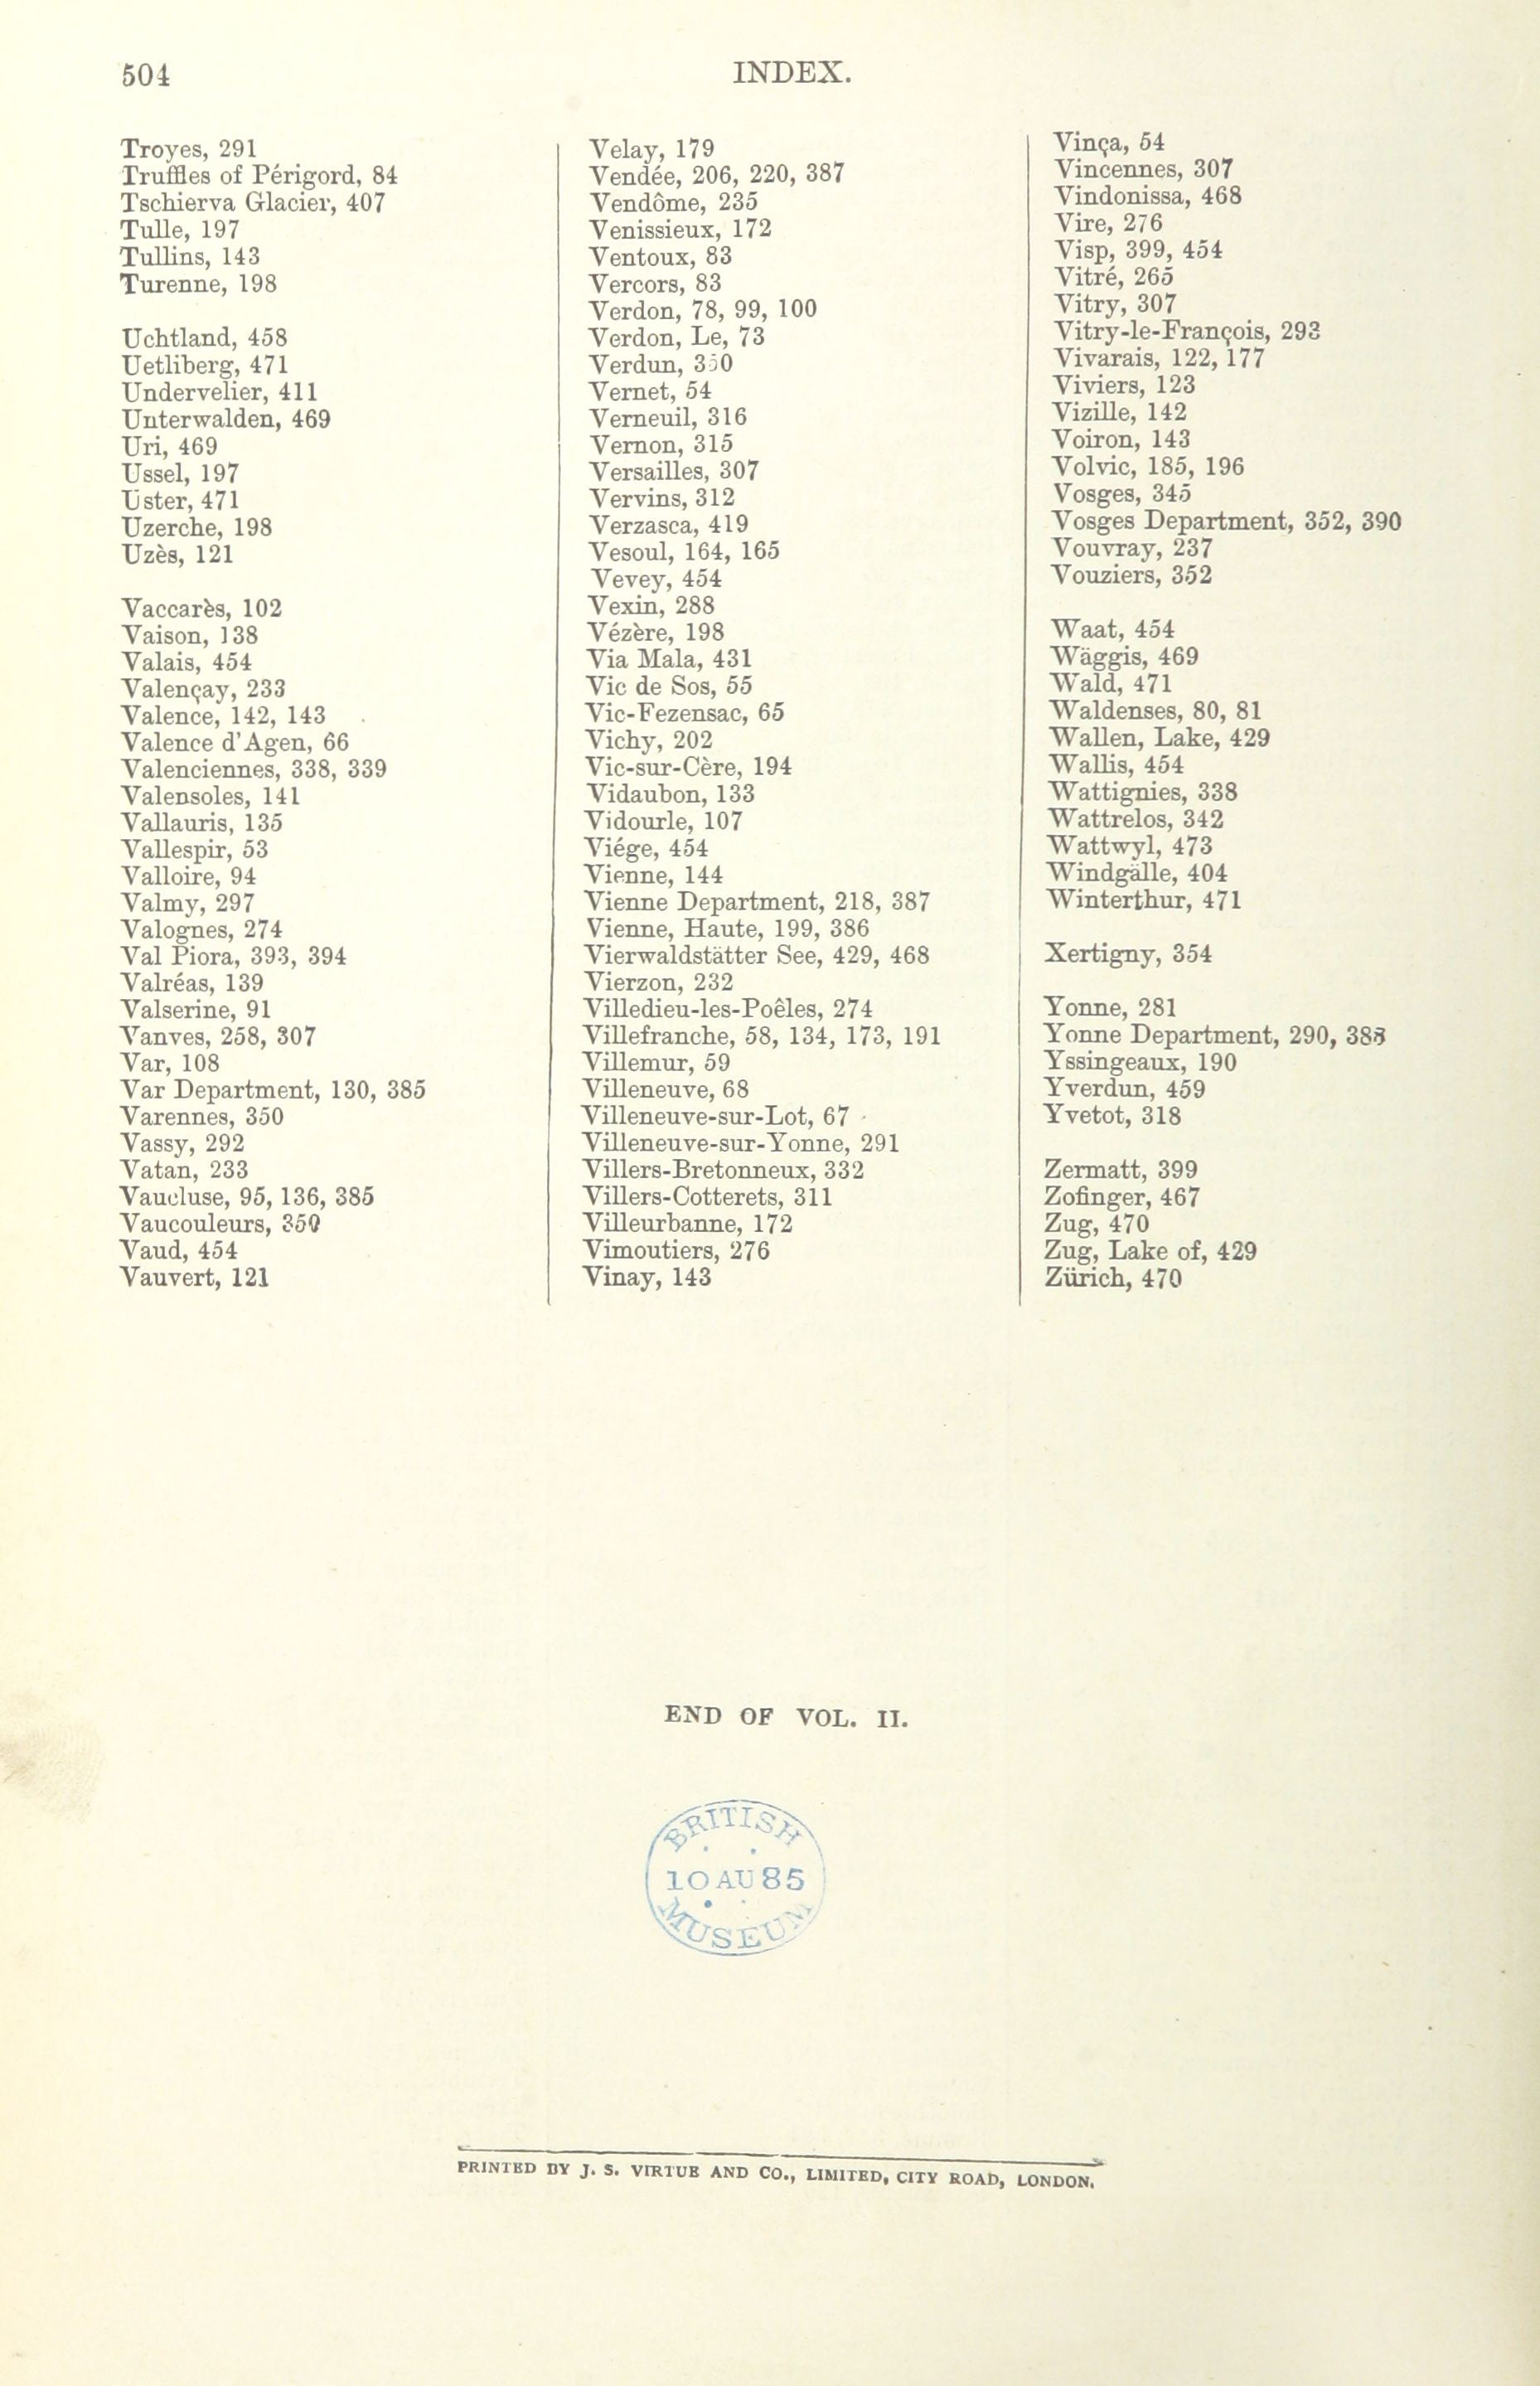 504
INDEX.
Troyes, 291
Truffles of Périgord, 84
Tschierva Glacier, 407
Tulle, 197
Tullins, 143
Turenne, 198
Uchtland, 458
Uetliberg, 471
Undervelier, 411
Unterwalden, 469
Uri, 469
Ussel, 197
Uster, 471
Uzerche, 198
Uzès, 121
Vaccarès, 102
Vaison, 138
Valais, 454
Valençay, 233
Valence, 142, 143
Valence d'Agen, 66
Valenciennes, 338, 339
Valensoles, 141
Vallauris, 135
Vallespir, 53
Valloire, 94
Valmy, 297
Valognes, 274
Val Piora, 393, 394
Valréas, 139
Valserine, 91
Vanves, 258, 307
Var, 108
Var Department, 130, 385
Varennes, 350
Vassy, 292
Vatan, 233
Vaucluse, 95, 136, 385
Vaucouleurs, 350
Vaud, 454
Vauvert, 121
Velay, 179
Vendée, 206, 220, 387
Vendôme, 235
Venissieux, 172
Ventoux, 83
Vercors, 83
Verdon, 78, 99, 100
Verdon, Le, 73
Verdun, 350
Vernet, 54
Verneuil, 316
Vernon, 315
Versailles, 307
Vervins, 312
Verzasca, 419
Vesoul, 164, 165
Vevey, 454
Vexin, 288
Vézère, 198
Via Mala, 431
Vic de Sos, 55
Vic-Fezensac, 65
Vichy, 202
Vic-sur-Cère, 194
Vidaubon, 133
Vidourle, 107
Viége, 454
Vienne, 144
Vienne Department, 218, 387
Vienne, Haute, 199, 386
Vierwaldstätter See, 429, 468
Vierzon, 232
Villedieu-les-Poêles, 274
Villefranche, 58, 134, 173, 191
Villemur, 59
Villeneuve, 68
Villeneuve-sur-Lot, 67
Villeneuve-sur-Yonne, 291
Villers-Bretonneux, 332
Villers-Cotterets, 311
Villeurbanne, 172
Vimoutiers, 276
Vinay, 143
Vinça, 54
Vincennes, 307
Vindonissa, 468
Vire, 276
Visp, 399, 454
Vitré, 265
Vitry, 307
Vitry-le-François, 293
Vivarais, 122, 177
Viviers, 123
Vizille, 142
Voiron, 143
Volvic, 185, 196
Vosges, 345
Vosges Department, 352, 390
Vouvray, 237
Vouziers, 352
Waat, 454
Wäggis, 469
Wald, 471
Waldenses, 80, 81
Wallen, Lake, 429
Wallis, 454
Wattignies, 338
Wattrelos, 342
Wattwyl, 473
Windgälle, 404
Winterthur, 471
Xertigny, 354
Yonne, 281
Yonne Department, 290, 388
Yssingeaux, 190
Yverdun, 459
Yvetot, 318
Zermatt, 399
Zofinger, 467
Zug, 470
Zug, Lake of, 429
Zürich, 470
END OF VOL. II.
BRITISH
10 AU 85
MUSEUM
PRINTED BY J. S. VIRTUE AND CO., LIMITED, CITY ROAD, LONDON.